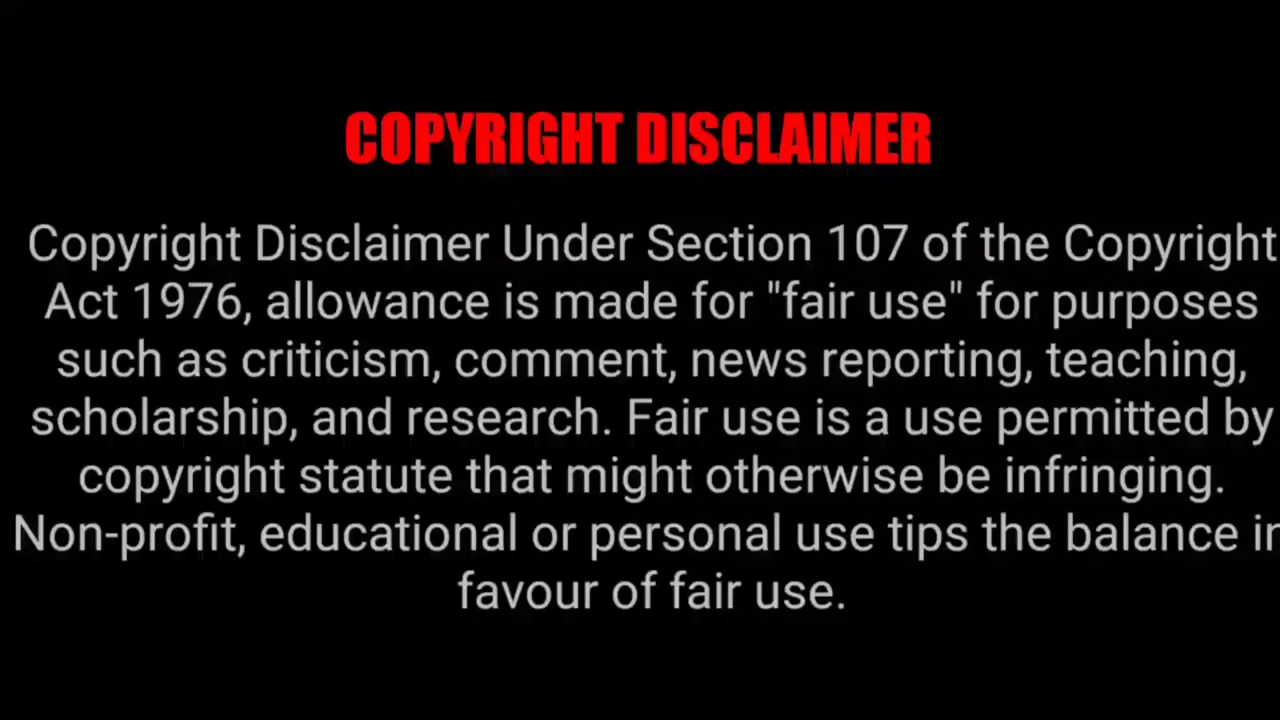 COPYRIGHT DISCLAIMER
Copyright Disclaimer Under Section 107 of the Copyright
Act 1976, allowance is made for "fair use" for purposes
such as criticism, comment, news reporting, teaching,
scholarship, and research. Fair use is a use permitted by
copyright statute that might otherwise be infringing.
Non-profit, educational or personal use tips the balance in
favour of fair use.